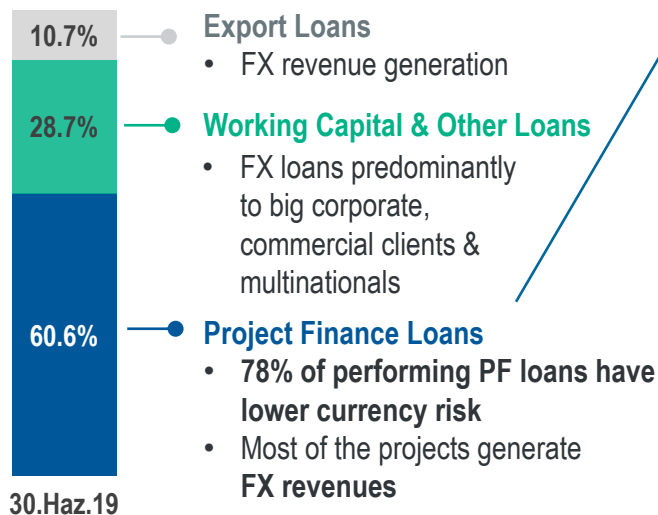 10.7%
Export Loans
• FX revenue generation
28.7%
Working Capital & Other Loans
• FX loans predominantly
to big corporate,
commercial clients &
multinationals
60.6%
Project Finance Loans
• 78% of performing PF loans have
lower currency risk
• Most of the projects generate
FX revenues
30.Haz.19